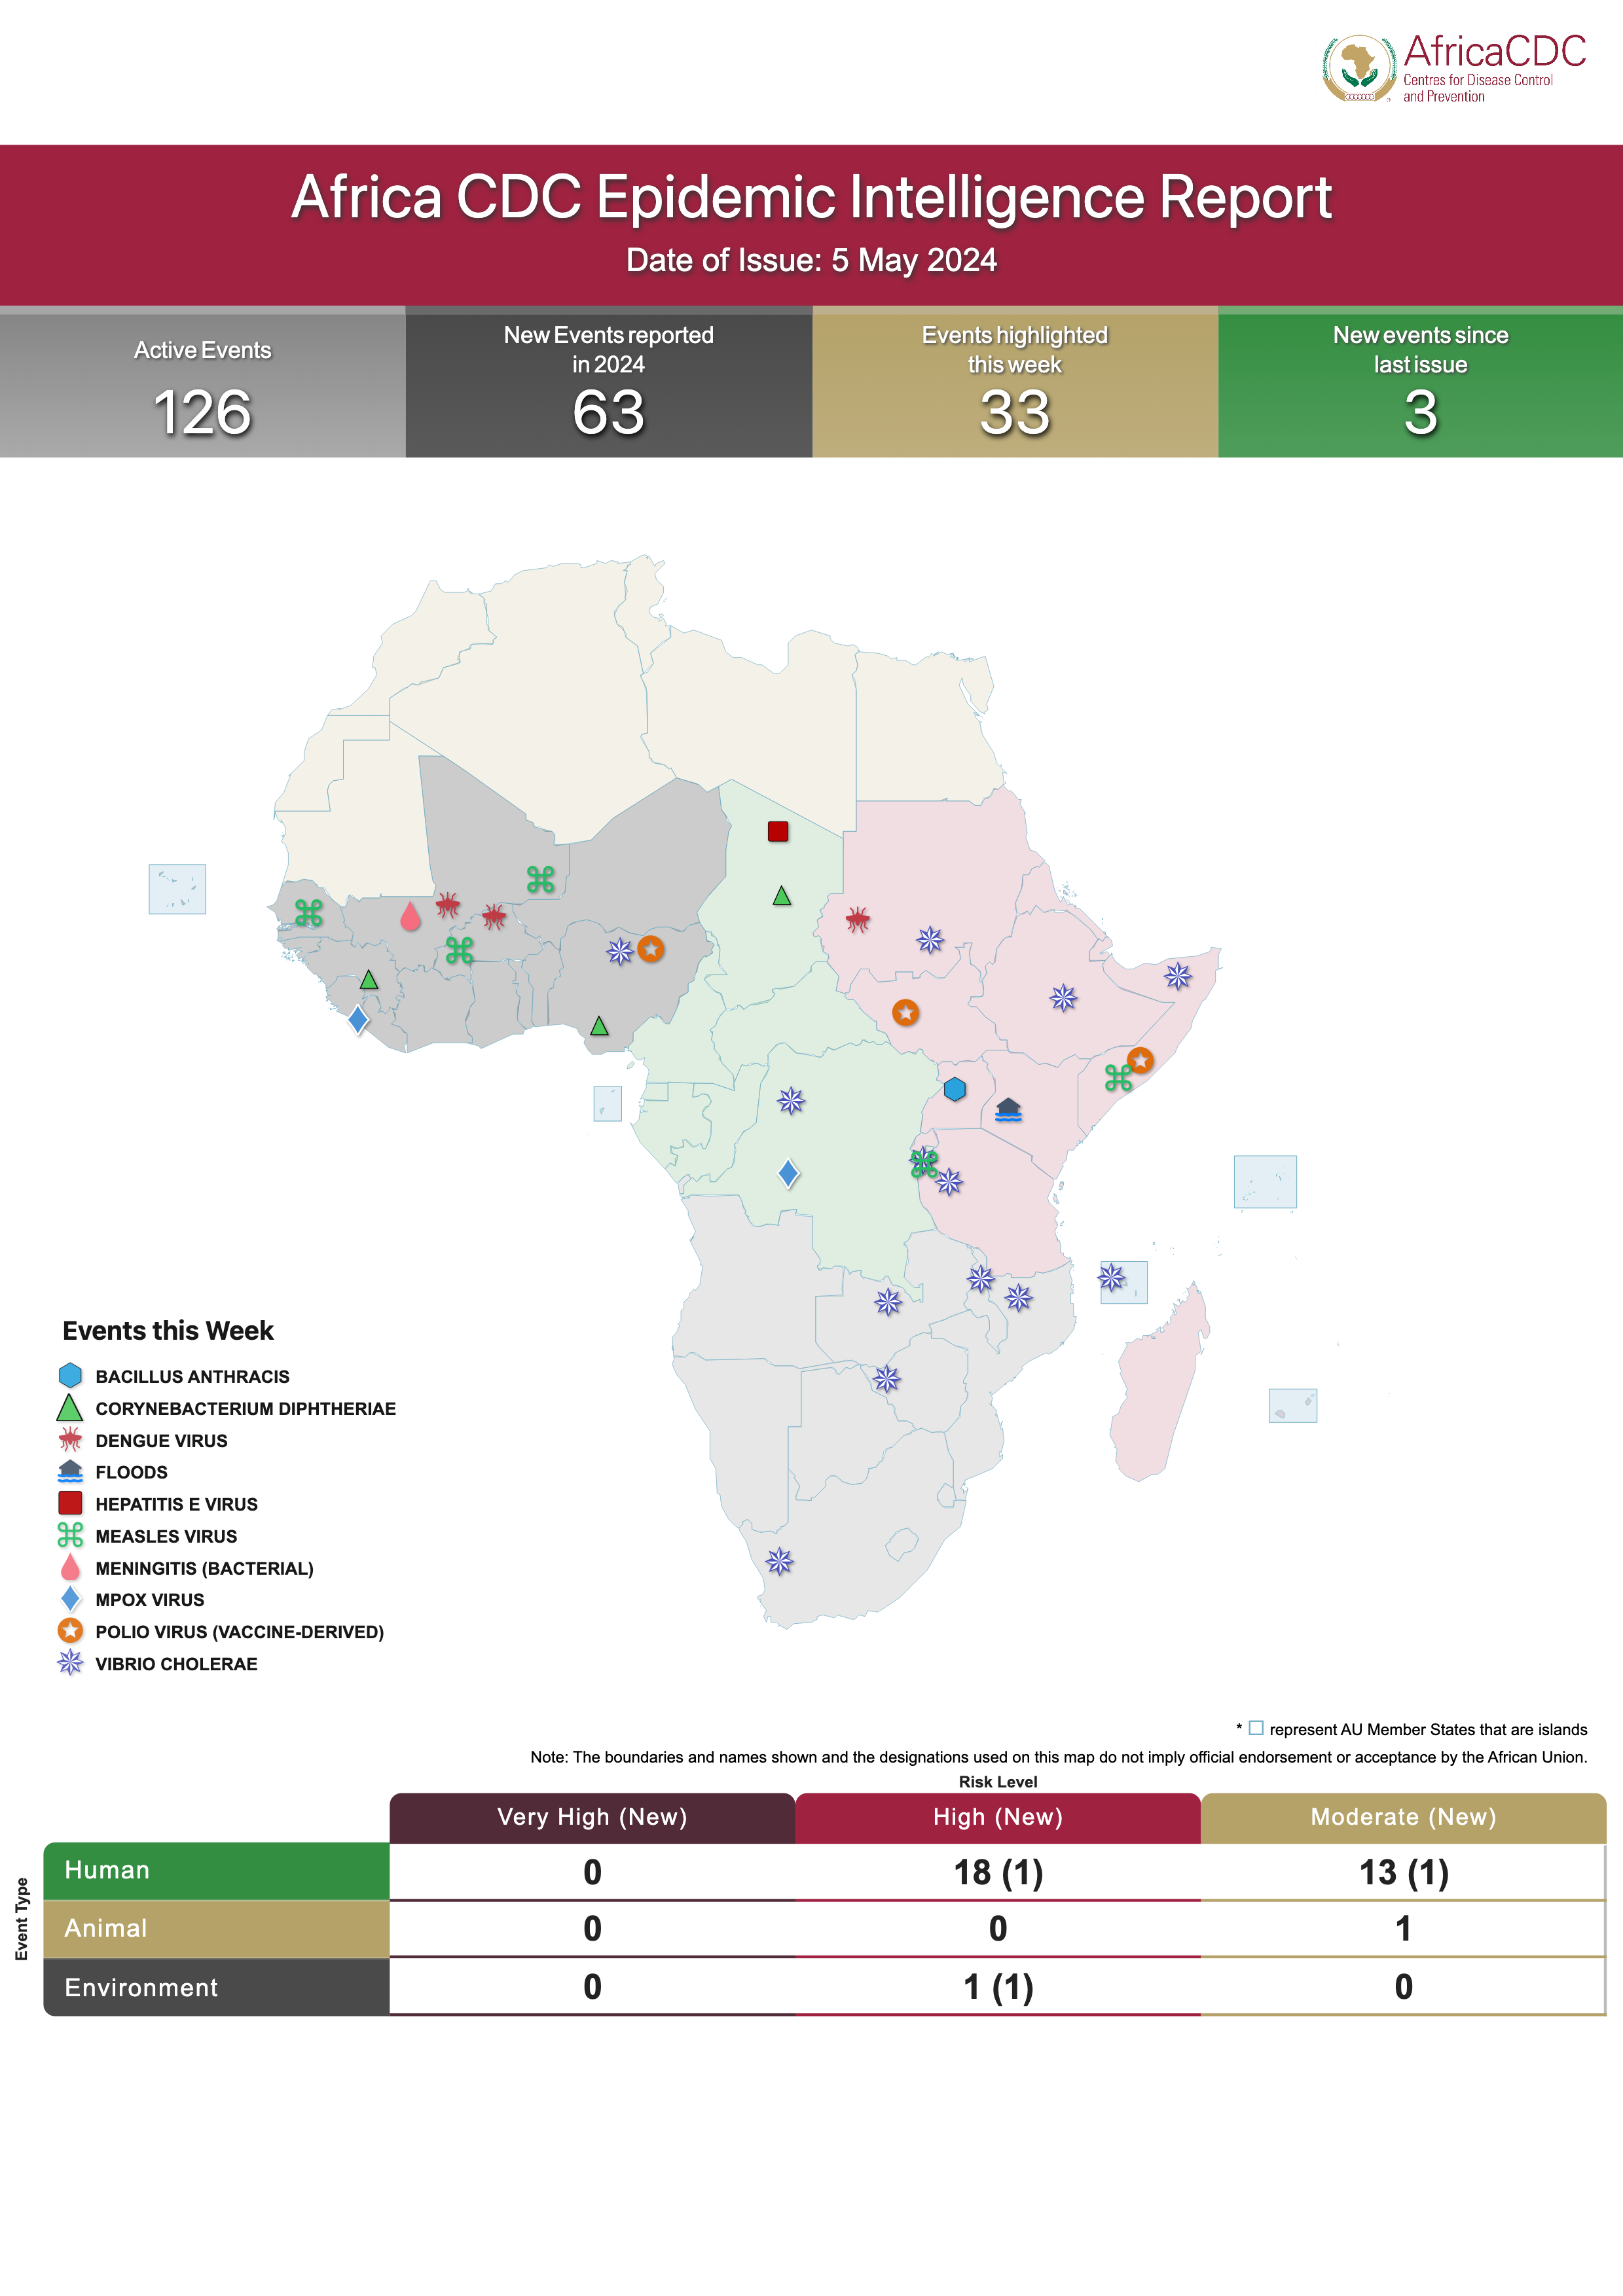 AfricaCDC
Centres for Disease Control
and Prevention
Africa CDC Epidemic Intelligence Report
Date of Issue: 5 May 2024
Active Events
126
New Events reported
in 2024
63
Events highlighted
this week
33
New events since
last issue
3
Events this Week
BACILLUS ANTHRACIS
CORYNEBACTERIUM DIPHTHERIAE
DENGUE VIRUS
FLOODS
HEPATITIS E VIRUS
MEASLES VIRUS
MENINGITIS (BACTERIAL)
MPOX VIRUS
POLIO VIRUS (VACCINE-DERIVED)
VIBRIO CHOLERAE
* represent AU Member States that are islands
Note: The boundaries and names shown and the designations used on this map do not imply official endorsement or acceptance by the African Union.
Risk Level
Very High (New) High (New) Moderate (New)
Event Type
Human 0 18 (1) 13 (1)
Animal 0 0 1
Environment 0 1 (1) 0